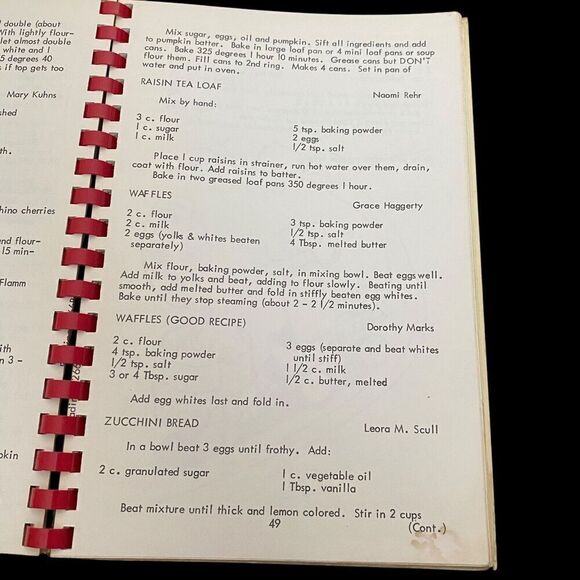 d double (about
With lightly flour-
let almost double
white and 1
5 degrees 40
if top gets too
Mary Kuhns
shed
th.
hino cherries
nd flour-
15 min-
Flamm
ith
n 3 -
pkin
Mix sugar, eggs, oil and pumpkin. Sift all ingredients and add
to pumpkin batter. Bake in large loaf pan or 4 mini loaf pans or soup
cans. Bake 325 degrees 1 hour 10 minutes. Grease cans but DON'T
flour them. Fill cans to 2nd ring. Makes 4 cans. Set in pan of
water and put in oven.
RAISIN TEA LOAF Naomi Rehr
Mix by hand:
3 c. flour 5 tsp. baking powder
1 c. sugar 2 eggs
1 c. milk 1/2 tsp. salt
Place 1 cup raisins in strainer, run hot water over them, drain,
coat with flour. Add raisins to batter.
Bake in two greased loaf pans 350 degrees 1 hour.
WAFFLES Grace Haggerty
2 c. flour 3 tsp. baking powder
2 c. milk 1/2 tsp. salt
2 eggs (yolks & whites beaten 4 Tbsp. melted butter
separately)
Mix flour, baking powder, salt, in mixing bowl. Beat eggs well.
Add milk to yolks and beat, adding to flour slowly. Beating until
smooth, add melted butter and fold in stiffly beaten egg whites.
Bake until they stop steaming (about 2 - 2 1/2 minutes).
WAFFLES (GOOD RECIPE) Dorothy Marks
2 c. flour 3 eggs (separate and beat whites
4 tsp. baking powder until stiff)
1/2 tsp. salt 1 1/2 c. milk
3 or 4 Tbsp. sugar 1/2 c. butter, melted
Add egg whites last and fold in.
ZUCCHINI BREAD Leora M. Scull
In a bowl beat 3 eggs until frothy. Add:
2 c. granulated sugar 1 c. vegetable oil
1 Tbsp. vanilla
Beat mixture until thick and lemon colored. Stir in 2 cups
49 (Cont.)